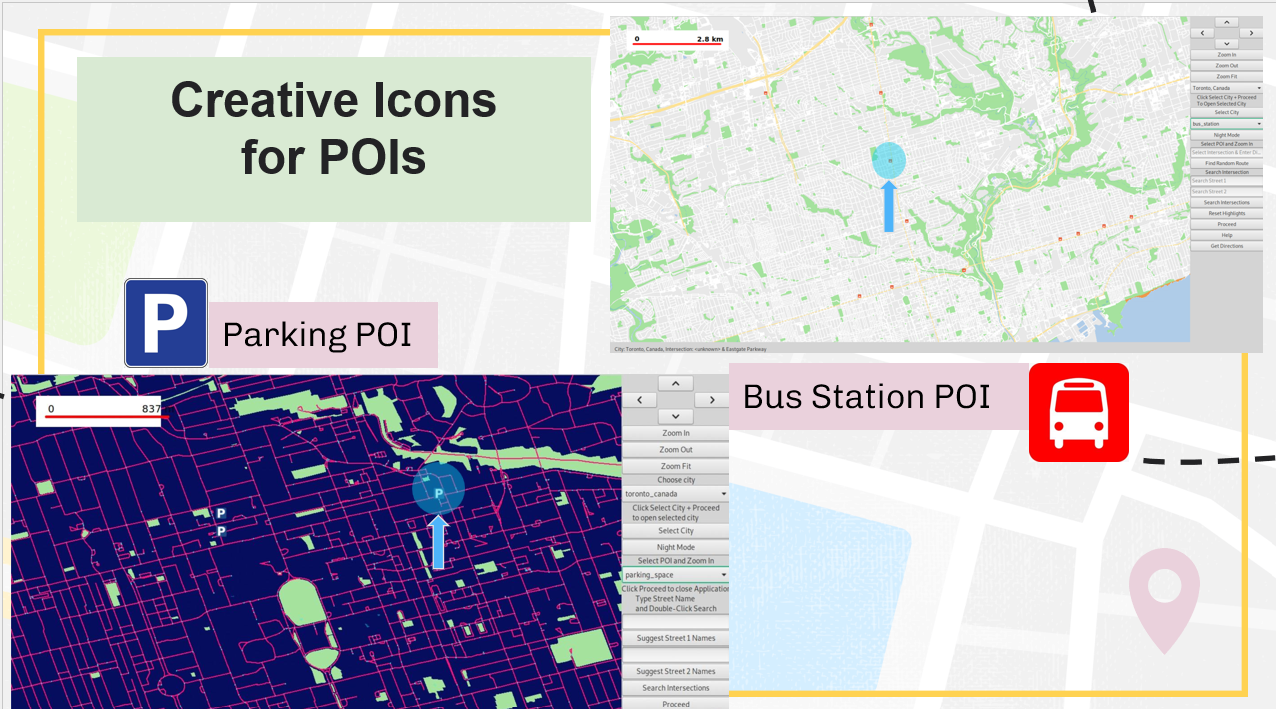 Creative Icons
for POIs
0 2.8 km
Zoom In
Zoom Out
Zoom Fit
Toronto, Canada
Click Select City + Proceed
To Open Selected City
Select City
bus_station
Night Mode
Select POI and Zoom In
Select Intersection & Enter Di...
Find Random Route
Search Intersection
Search Street 1
Search Street 2
Search Intersections
Reset Highlights
Proceed
Help
Get Directions
City: Toronto, Canada, Intersection: <unknown> & Eastgate Parkway
P
Parking POI
Bus Station POI
0 837
P
P
P
Zoom In
Zoom Out
Zoom Fit
Choose city
toronto_canada
Click Select City + Proceed
to open selected city
Select City
Night Mode
Select POI and Zoom In
parking_space
Click Proceed to close Application
Type Street Name
and Double-Click Search
Suggest Street 1 Names
Suggest Street 2 Names
Search Intersections
Proceed